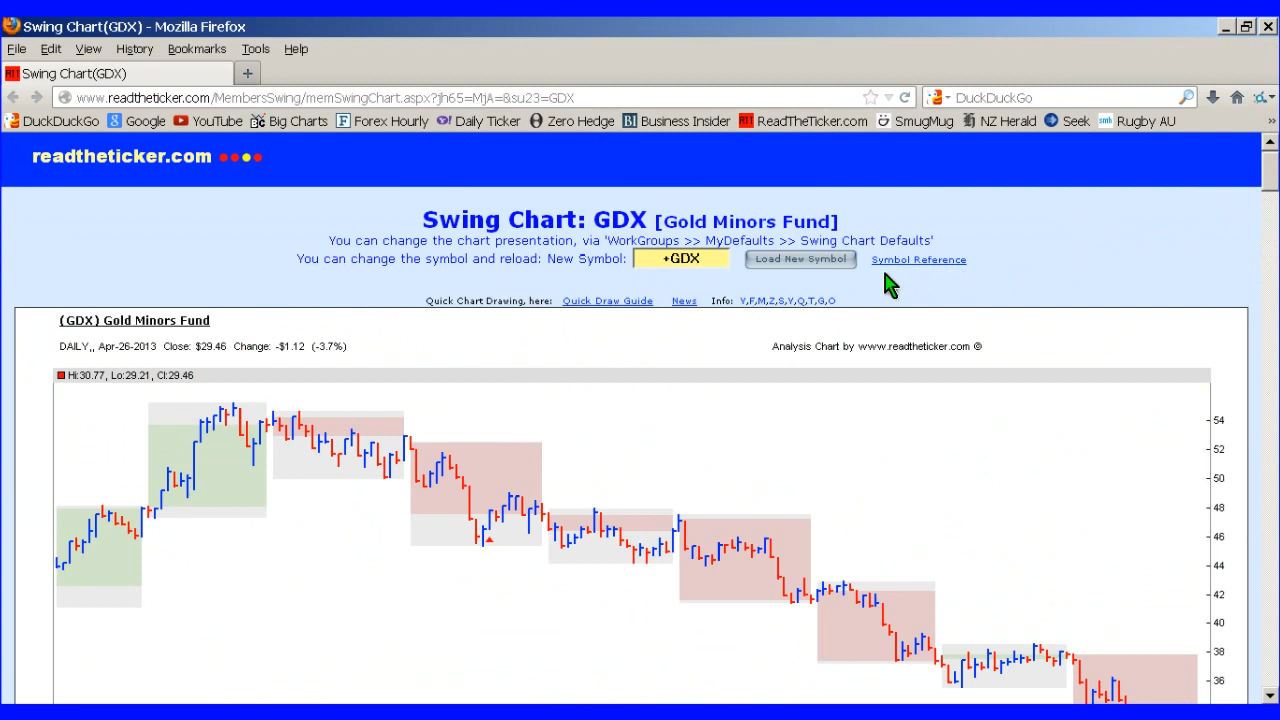 Swing Chart(GDX) - Mozilla Firefox
File Edit View History Bookmarks Tools Help
RTT Swing Chart(GDX) +
www.readtheticker.com/MembersSwing/memSwingChart.aspx?jh65=MjA=&su23=GDX DuckDuckGo
DuckDuckGo Google YouTube BC Big Charts Forex Hourly Daily Ticker Zero Hedge BI Business Insider RTT ReadTheTicker.com SmugMug NZ Herald Seek smh Rugby AU »
readtheticker.com
Swing Chart: GDX [Gold Minors Fund]
You can change the chart presentation, via 'WorkGroups >> MyDefaults >> Swing Chart Defaults'
You can change the symbol and reload: New Symbol: +GDX Load New Symbol Symbol Reference
Quick Chart Drawing, here: Quick Draw Guide News Info: Y,F,M,Z,S,Y,Q,T,G,O
(GDX) Gold Minors Fund
DAILY,, Apr-26-2013 Close: $29.46 Change: -$1.12 (-3.7%) Analysis Chart by www.readtheticker.com ©
Hi:30.77, Lo:29.21, Cl:29.46
54
52
50
48
46
44
42
40
38
36